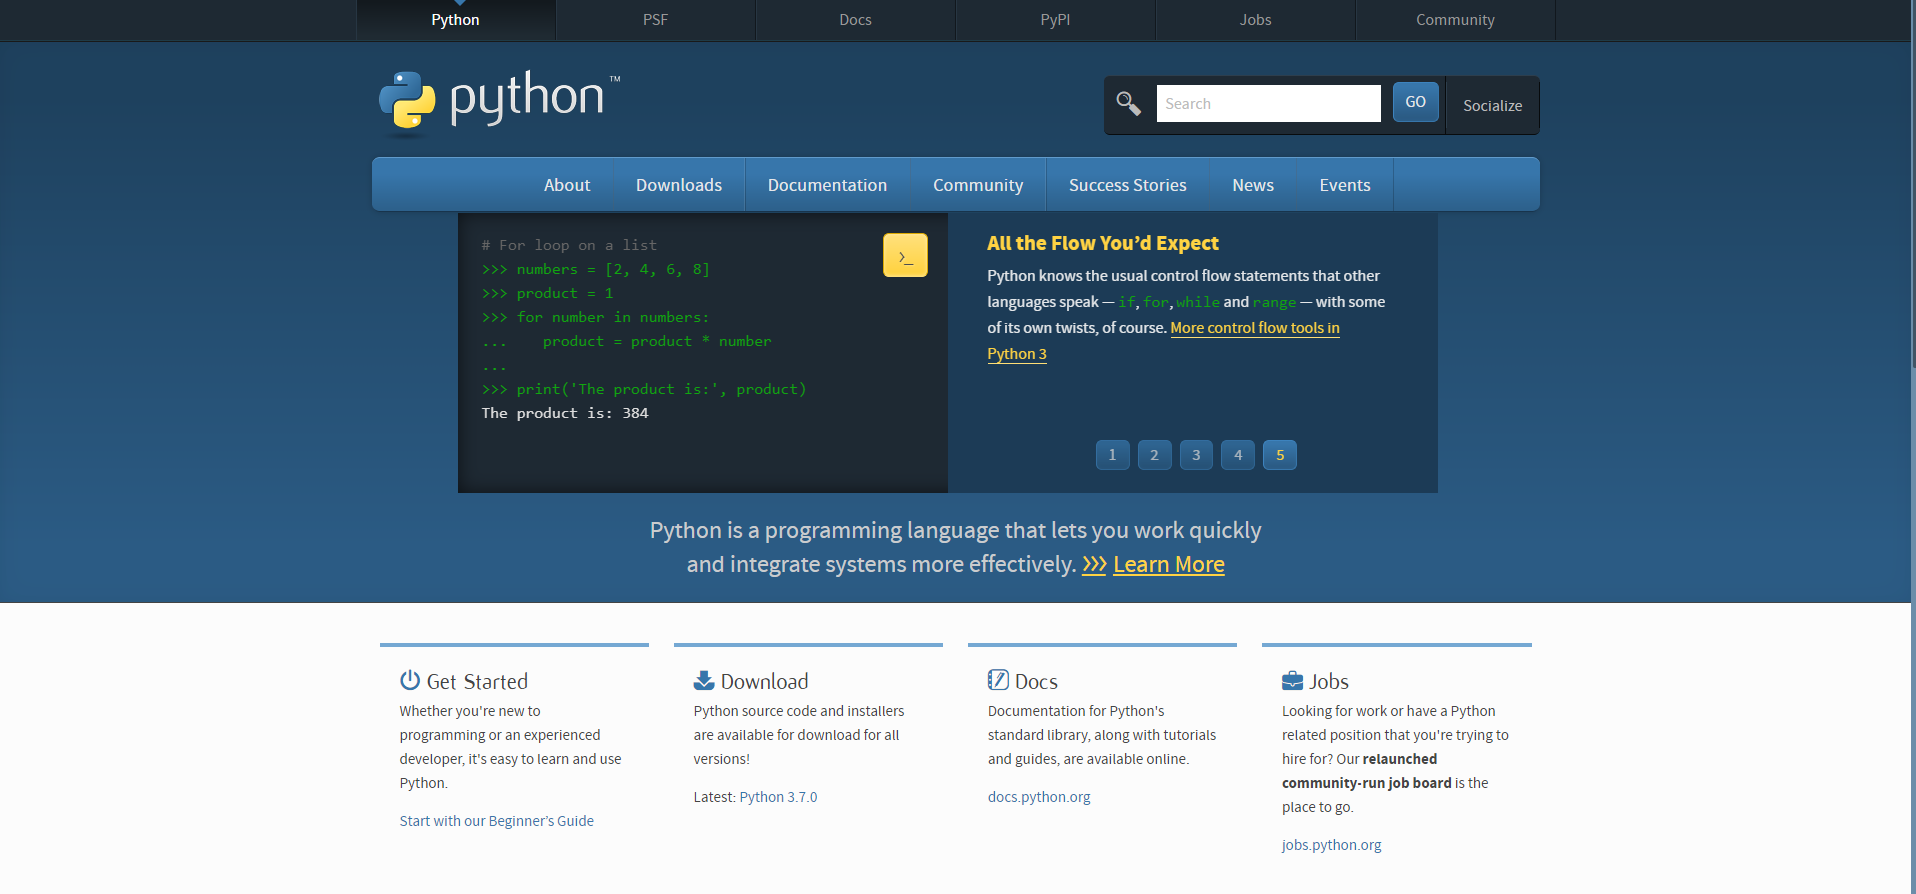 Python PSF Docs PyPI Jobs Community
python™
Search GO Socialize
About Downloads Documentation Community Success Stories News Events
# For loop on a list
>>> numbers = [2, 4, 6, 8]
>>> product = 1
>>> for number in numbers:
...    product = product * number
...
>>> print('The product is:', product)
The product is: 384
>_
All the Flow You’d Expect
Python knows the usual control flow statements that other
languages speak — if, for, while and range — with some
of its own twists, of course. More control flow tools in
Python 3
1 2 3 4 5
Python is a programming language that lets you work quickly
and integrate systems more effectively. >>> Learn More
Get Started
Whether you're new to
programming or an experienced
developer, it's easy to learn and use
Python.
Start with our Beginner’s Guide
Download
Python source code and installers
are available for download for all
versions!
Latest: Python 3.7.0
Docs
Documentation for Python's
standard library, along with tutorials
and guides, are available online.
docs.python.org
Jobs
Looking for work or have a Python
related position that you're trying to
hire for? Our relaunched
community-run job board is the
place to go.
jobs.python.org